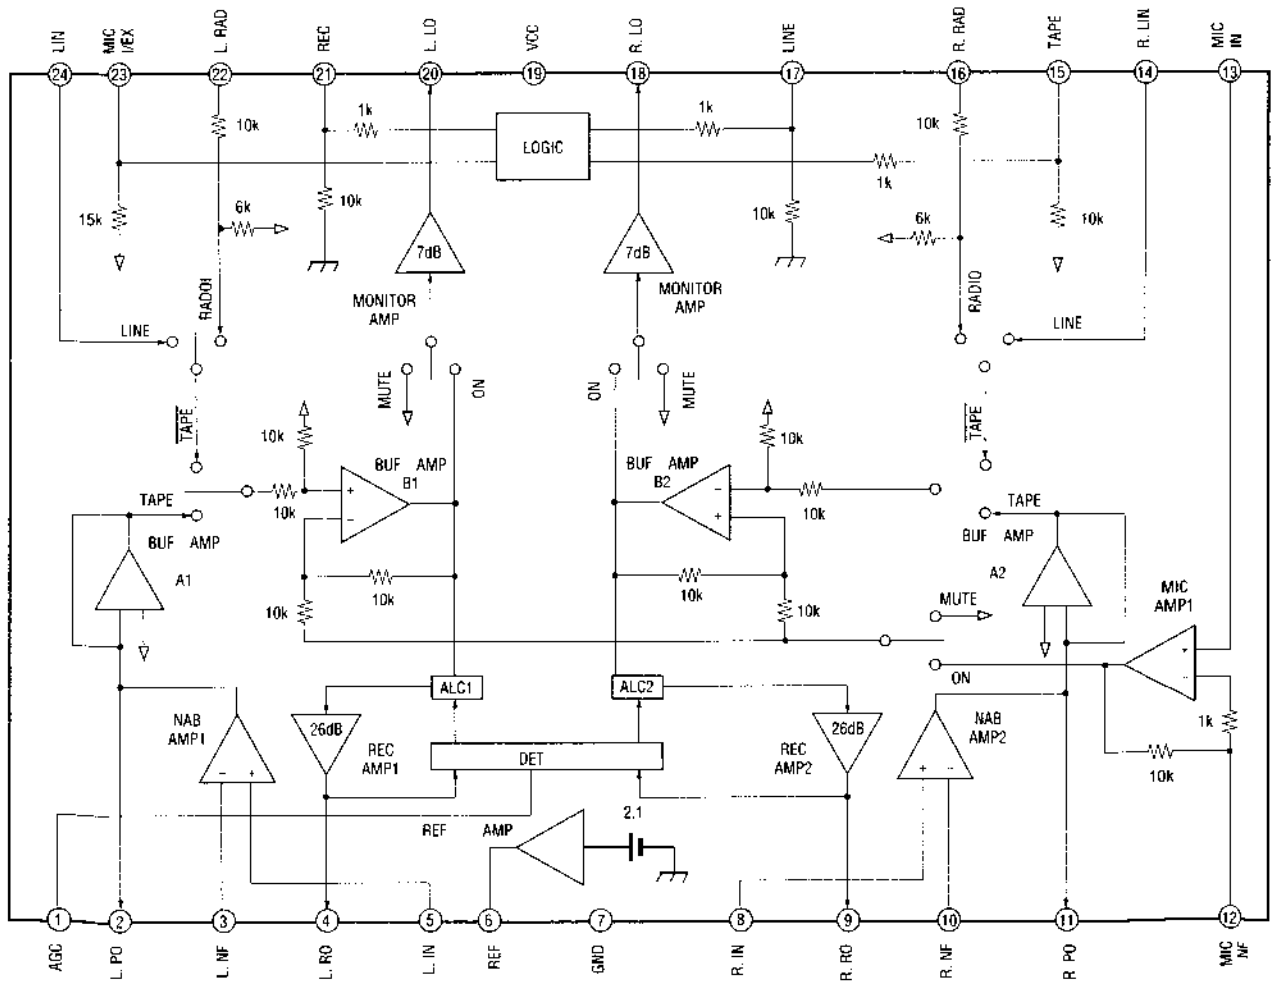 LIN
MIC
I/EX
L. RAD
REC
L. LO
VCC
R. LO
LINE
R. RAD
TAPE
R. LIN
MIC
IN
24
23
22
21
20
19
18
17
16
15
14
13
10k
1k
1k
10k
LOGIC
1k
15k
6k
10k
10k
6k
10k
7dB
7dB
MONITOR
AMP
MONITOR
AMP
RADOI
RADIO
LINE
LINE
MUTE
ON
ON
MUTE
TAPE
TAPE
10k
10k
BUF AMP
B1
BUF AMP
B2
+
−
−
+
TAPE
10k
10k
TAPE
BUF AMP
A1
BUF AMP
A2
10k
10k
10k
10k
MUTE
MIC
AMP1
ON
+
−
ALC1
ALC2
NAB
AMP1
26dB
REC
AMP1
DET
REC
AMP2
26dB
NAB
AMP2
1k
10k
− +
+ −
REF AMP
2.1
1
2
3
4
5
6
7
8
9
10
11
12
AGC
L. PO
L. NF
L. RO
L. IN
REF
GND
R. IN
R. RO
R. NF
R PO
MIC
NF